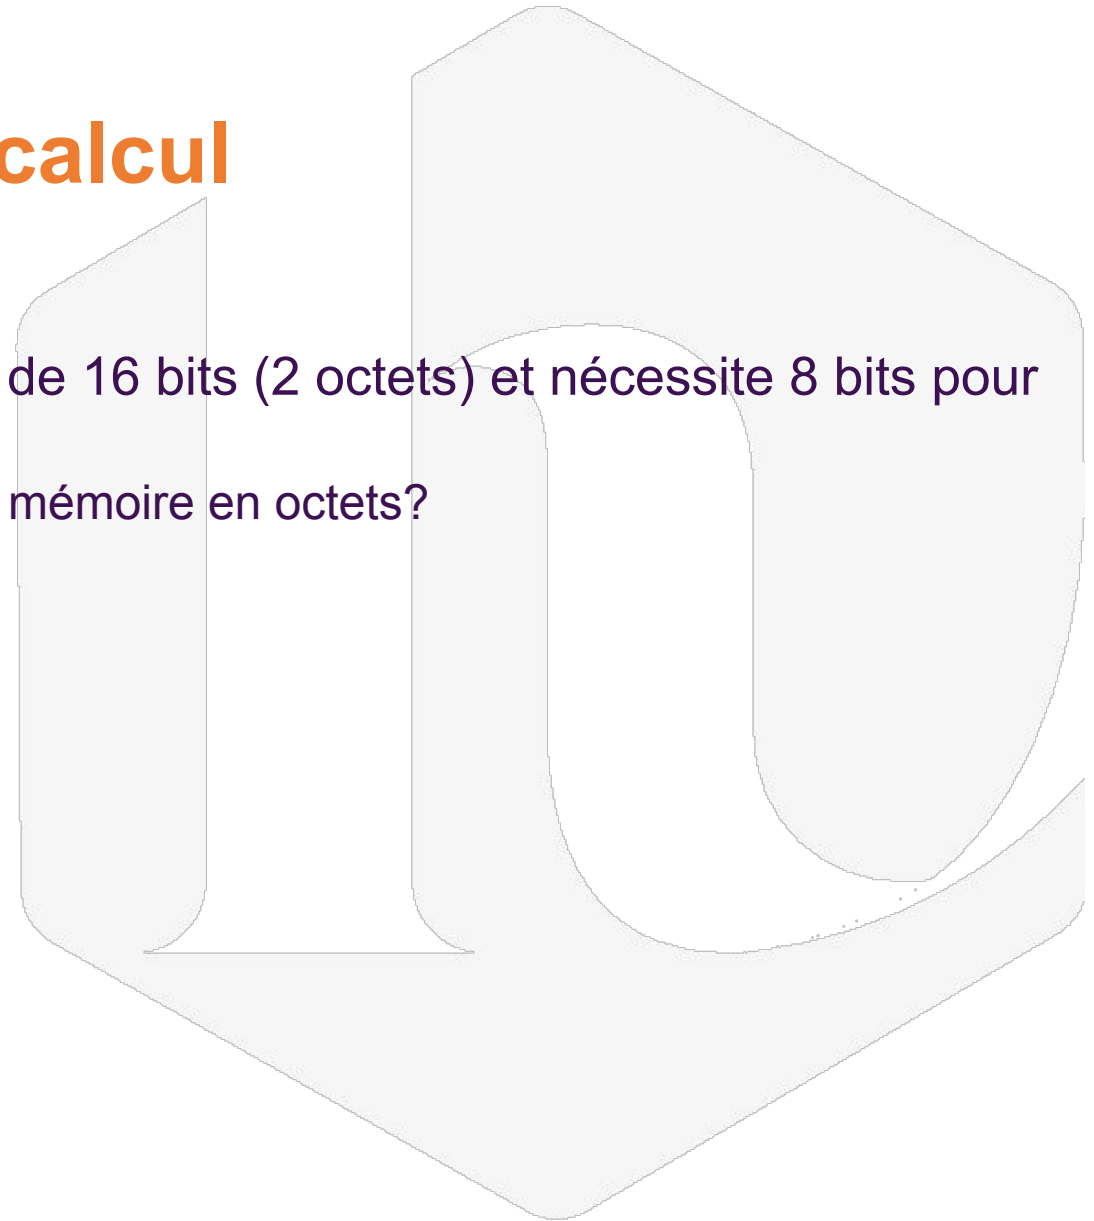 calcul
de 16 bits (2 octets) et nécessite 8 bits pour
mémoire en octets?